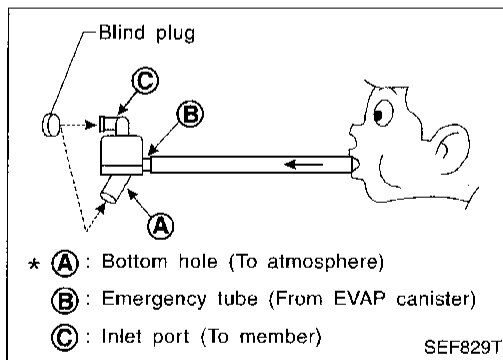 Blind plug
C
B
A
* A : Bottom hole (To atmosphere)
B : Emergency tube (From EVAP canister)
C : Inlet port (To member)
SEF829T